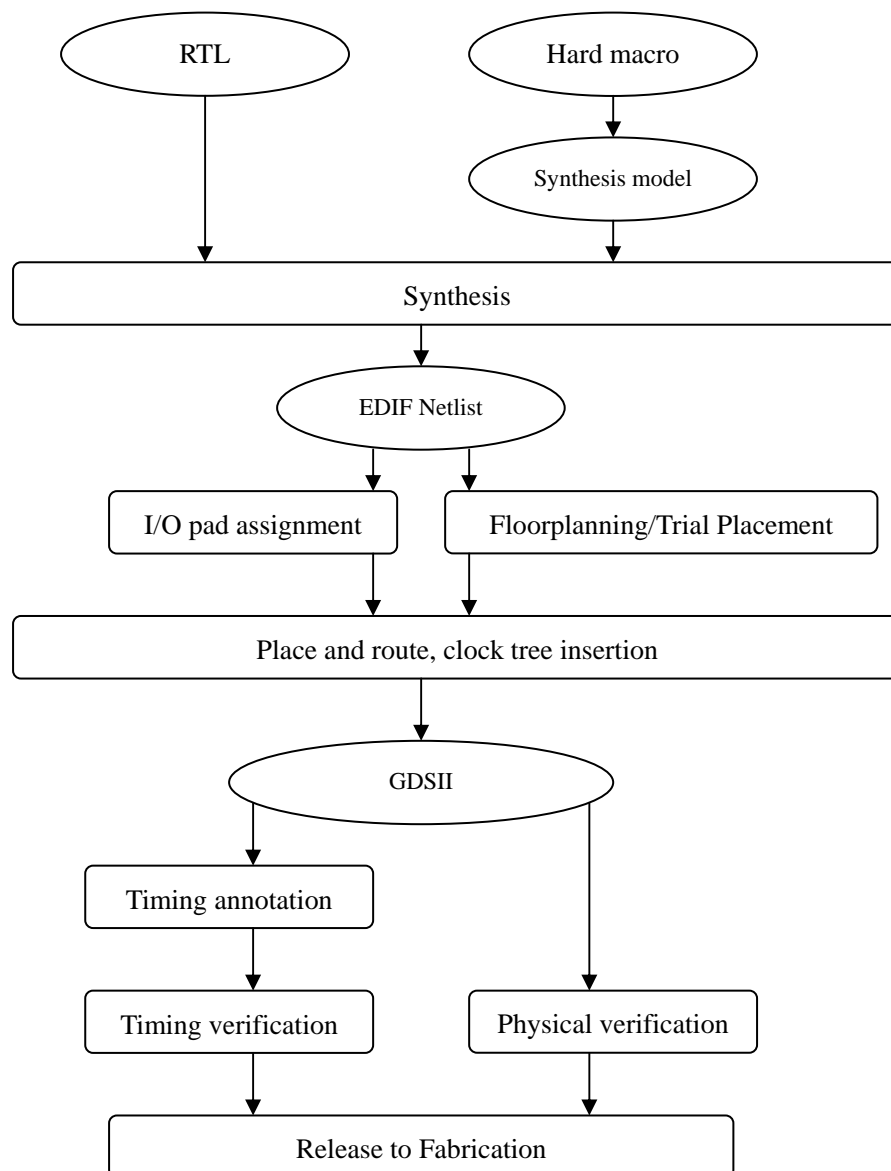 RTL
Hard macro
Synthesis model
Synthesis
EDIF Netlist
I/O pad assignment
Floorplanning/Trial Placement
Place and route, clock tree insertion
GDSII
Timing annotation
Timing verification
Physical verification
Release to Fabrication